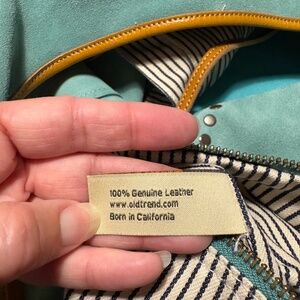 100% Genuine Leather
www.oldtrend.com
Born in California